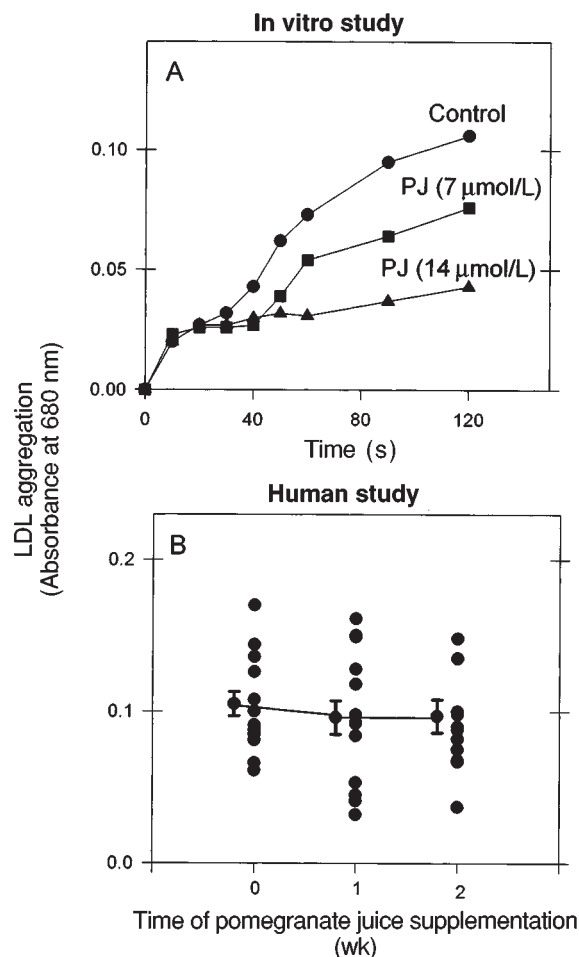 In vitro study
A
Control
PJ (7 µmol/L)
PJ (14 µmol/L)
0.10
0.05
0.00
0 40 80 120
Time (s)
LDL aggregation
(Absorbance at 680 nm)
Human study
B
0.2
0.1
0.0
0 1 2
Time of pomegranate juice supplementation
(wk)